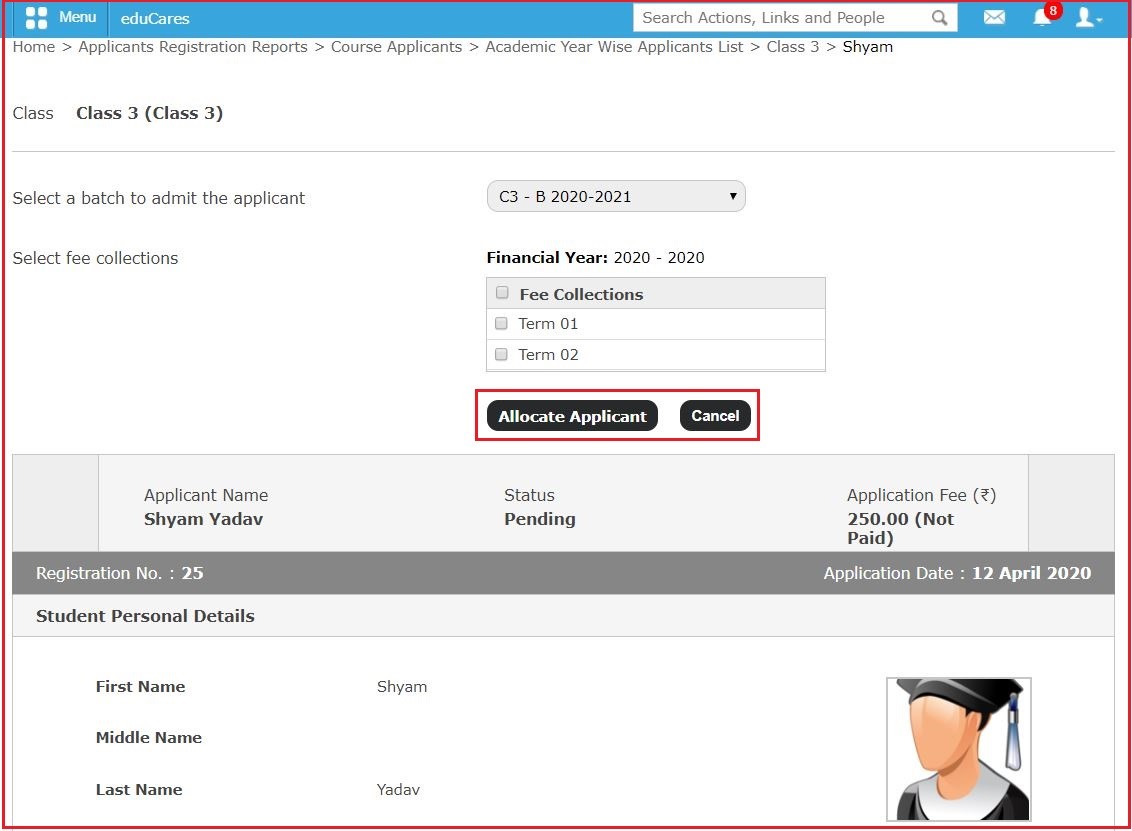 Menu eduCares Search Actions, Links and People 8
Home > Applicants Registration Reports > Course Applicants > Academic Year Wise Applicants List > Class 3 > Shyam
Class Class 3 (Class 3)
Select a batch to admit the applicant C3 - B 2020-2021
Select fee collections Financial Year: 2020 - 2020
Fee Collections
Term 01
Term 02
Allocate Applicant Cancel
Applicant Name Status Application Fee (₹)
Shyam Yadav Pending 250.00 (Not
Paid)
Registration No. : 25 Application Date : 12 April 2020
Student Personal Details
First Name Shyam
Middle Name
Last Name Yadav